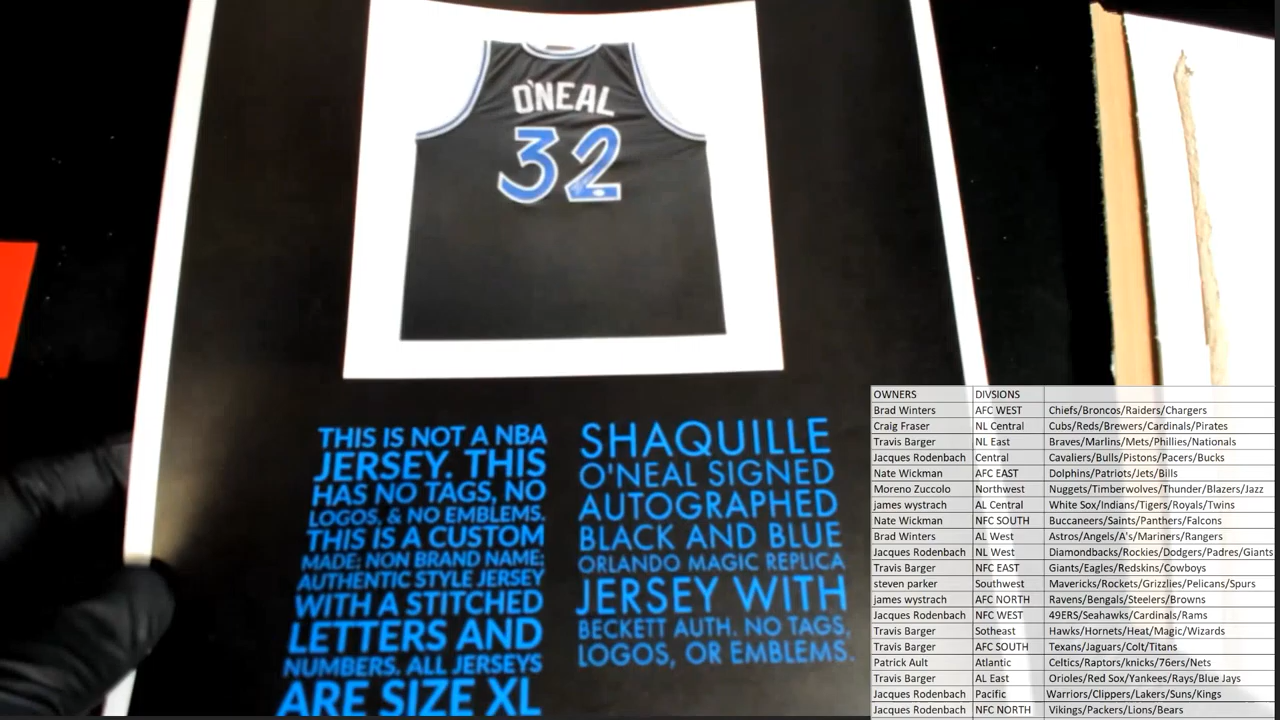 O'NEAL
32
THIS IS NOT A NBA
JERSEY. THIS
HAS NO TAGS, NO
LOGOS, & NO EMBLEMS.
THIS IS A CUSTOM
MADE; NON BRAND NAME;
AUTHENTIC STYLE JERSEY
WITH A STITCHED
LETTERS AND
NUMBERS. ALL JERSEYS
ARE SIZE XL
SHAQUILLE
O'NEAL SIGNED
AUTOGRAPHED
BLACK AND BLUE
ORLANDO MAGIC REPLICA
JERSEY WITH
BECKETT AUTH. NO TAGS,
LOGOS, OR EMBLEMS.
OWNERS DIVSIONS
Brad Winters AFC WEST Chiefs/Broncos/Raiders/Chargers
Craig Fraser NL Central Cubs/Reds/Brewers/Cardinals/Pirates
Travis Barger NL East Braves/Marlins/Mets/Phillies/Nationals
Jacques Rodenbach Central Cavaliers/Bulls/Pistons/Pacers/Bucks
Nate Wickman AFC EAST Dolphins/Patriots/Jets/Bills
Moreno Zuccolo Northwest Nuggets/Timberwolves/Thunder/Blazers/Jazz
james wystrach AL Central White Sox/Indians/Tigers/Royals/Twins
Nate Wickman NFC SOUTH Buccaneers/Saints/Panthers/Falcons
Brad Winters AL West Astros/Angels/A's/Mariners/Rangers
Jacques Rodenbach NL West Diamondbacks/Rockies/Dodgers/Padres/Giants
Travis Barger NFC EAST Giants/Eagles/Redskins/Cowboys
steven parker Southwest Mavericks/Rockets/Grizzlies/Pelicans/Spurs
james wystrach AFC NORTH Ravens/Bengals/Steelers/Browns
Jacques Rodenbach NFC WEST 49ERS/Seahawks/Cardinals/Rams
Travis Barger Sotheast Hawks/Hornets/Heat/Magic/Wizards
Travis Barger AFC SOUTH Texans/Jaguars/Colt/Titans
Patrick Ault Atlantic Celtics/Raptors/knicks/76ers/Nets
Travis Barger AL East Orioles/Red Sox/Yankees/Rays/Blue Jays
Jacques Rodenbach Pacific Warriors/Clippers/Lakers/Suns/Kings
Jacques Rodenbach NFC NORTH Vikings/Packers/Lions/Bears